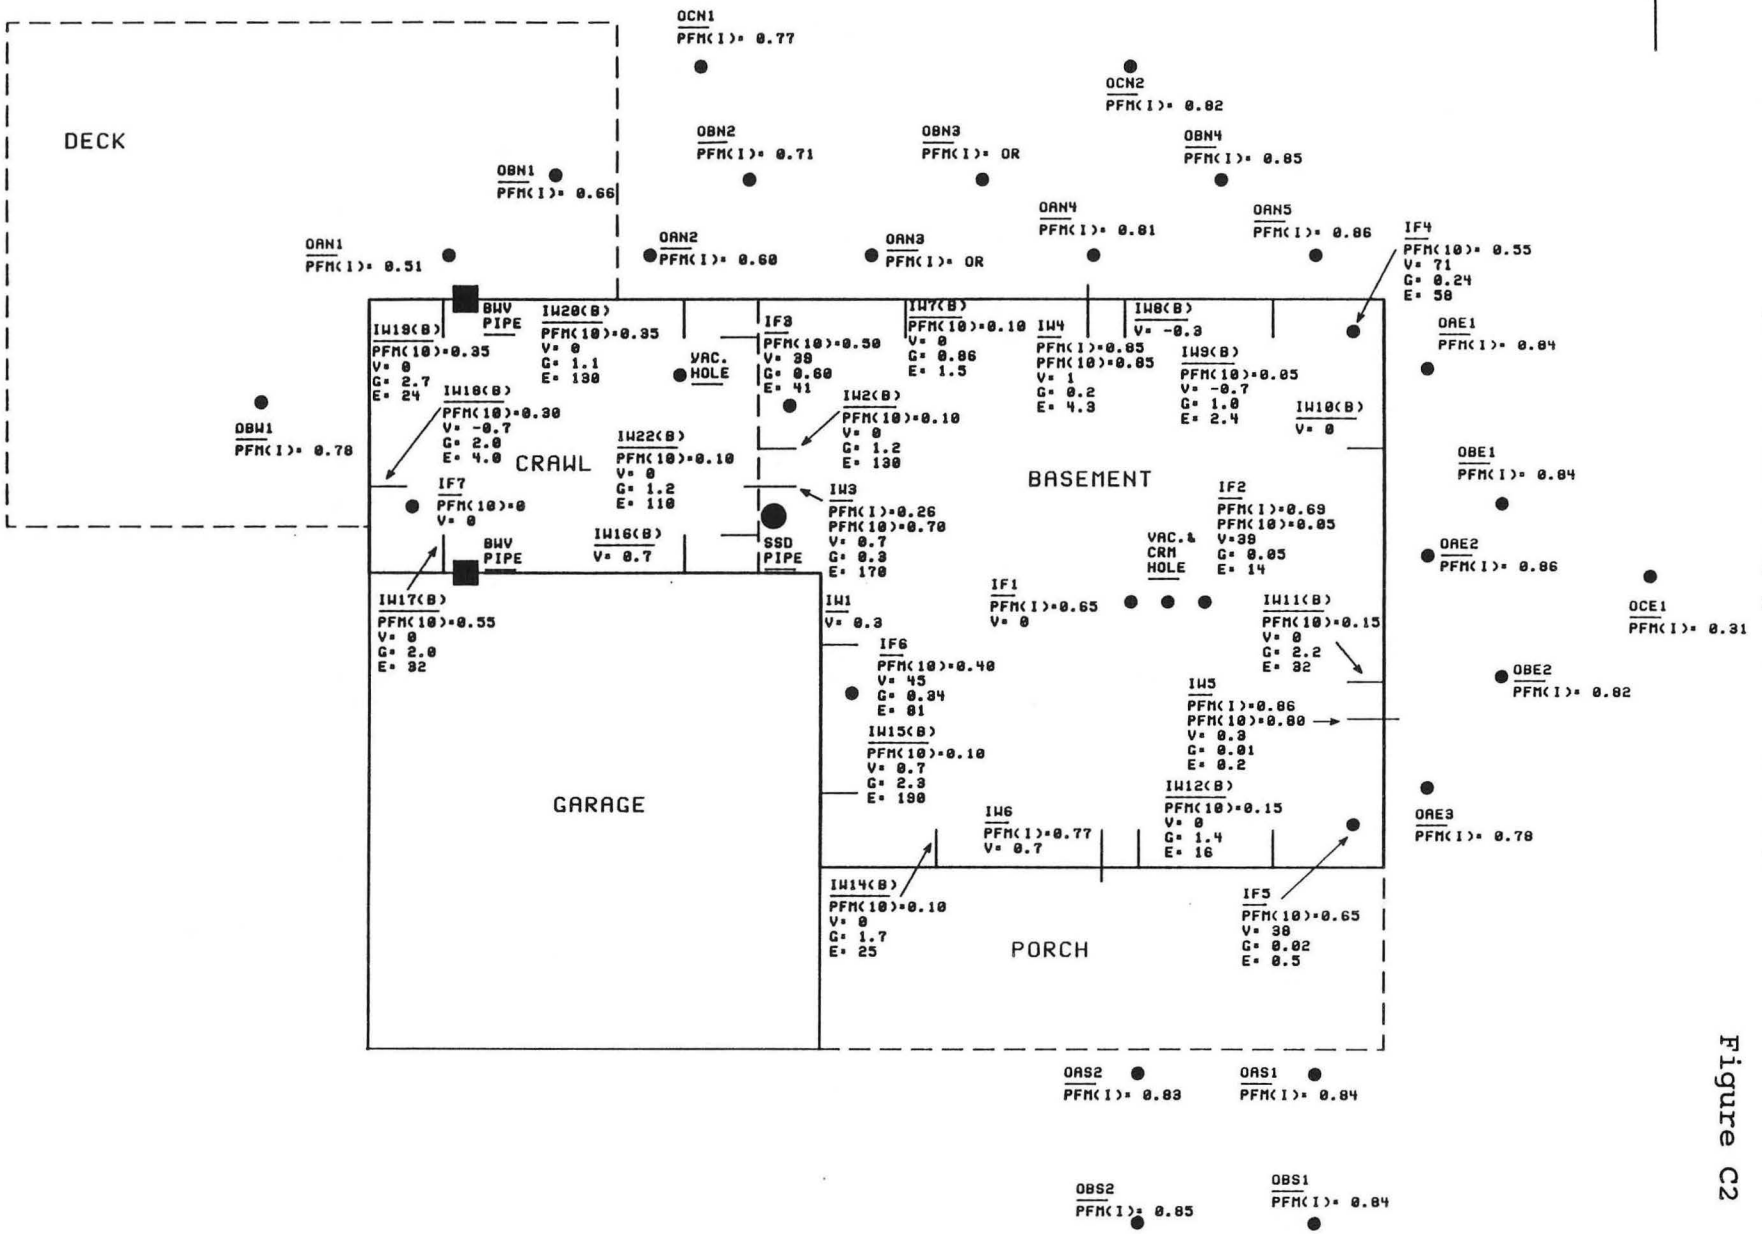 OCN1
PFM(I)= 0.77
OCN2
PFM(I)= 0.82
DECK
OBN1
PFM(I)= 0.66
OBN2
PFM(I)= 0.71
OBN3
PFM(I)= OR
OBN4
PFM(I)= 0.85
OAN1
PFM(I)= 0.51
OAN2
PFM(I)= 0.60
OAN3
PFM(I)= OR
OAN4
PFM(I)= 0.81
OAN5
PFM(I)= 0.86
IF4
PFM(10)= 0.55
V= 71
G= 0.24
E= 58
OAE1
PFM(I)= 0.84
OBW1
PFM(I)= 0.78
IW19(B)
PFM(10)=0.35
V= 0
G= 2.7
E= 24
BWV
PIPE
IW20(B)
PFM(10)=0.35
V= 0
G= 1.1
E= 130
VAC.
HOLE
IF3
PFM(10)=0.50
V= 39
G= 0.60
E= 41
IW7(B)
PFM(10)=0.10
V= 0
G= 0.86
E= 1.5
IW4
PFM(I)=0.85
PFM(10)=0.85
V= 1
G= 0.2
E= 4.3
IW8(B)
V= -0.3
IW9(B)
PFM(10)=0.05
V= -0.7
G= 1.0
E= 2.4
IW10(B)
V= 0
IW18(B)
PFM(10)=0.30
V= -0.7
G= 2.0
E= 4.0
CRAWL
IW22(B)
PFM(10)=0.10
V= 0
G= 1.2
E= 110
IW2(B)
PFM(10)=0.10
V= 0
G= 1.2
E= 130
BASEMENT
OBE1
PFM(I)= 0.84
IF7
PFM(10)=0
V= 0
BWV
PIPE
IW16(B)
V= 0.7
SSD
PIPE
IW3
PFM(I)=0.26
PFM(10)=0.70
V= 0.7
G= 0.3
E= 170
VAC.&
CRM
HOLE
IF2
PFM(I)=0.69
PFM(10)=0.05
V=39
G= 0.05
E= 14
OAE2
PFM(I)= 0.86
OCE1
PFM(I)= 0.31
IW17(B)
PFM(10)=0.55
V= 0
G= 2.0
E= 32
IW1
V= 0.3
IF1
PFM(I)=0.65
V= 0
IW11(B)
PFM(10)=0.15
V= 0
G= 2.2
E= 32
IF6
PFM(10)=0.40
V= 45
G= 0.34
E= 81
IW5
PFM(I)=0.86
PFM(10)=0.80
V= 0.3
G= 0.01
E= 0.2
OBE2
PFM(I)= 0.82
IW15(B)
PFM(10)=0.10
V= 0.7
G= 2.3
E= 190
GARAGE
IW6
PFM(I)=0.77
V= 0.7
IW12(B)
PFM(10)=0.15
V= 0
G= 1.4
E= 16
OAE3
PFM(I)= 0.78
IW14(B)
PFM(10)=0.10
V= 0
G= 1.7
E= 25
PORCH
IF5
PFM(10)=0.65
V= 38
G= 0.02
E= 0.5
OAS2
PFM(I)= 0.83
OAS1
PFM(I)= 0.84
OBS2
PFM(I)= 0.85
OBS1
PFM(I)= 0.84
Figure C2